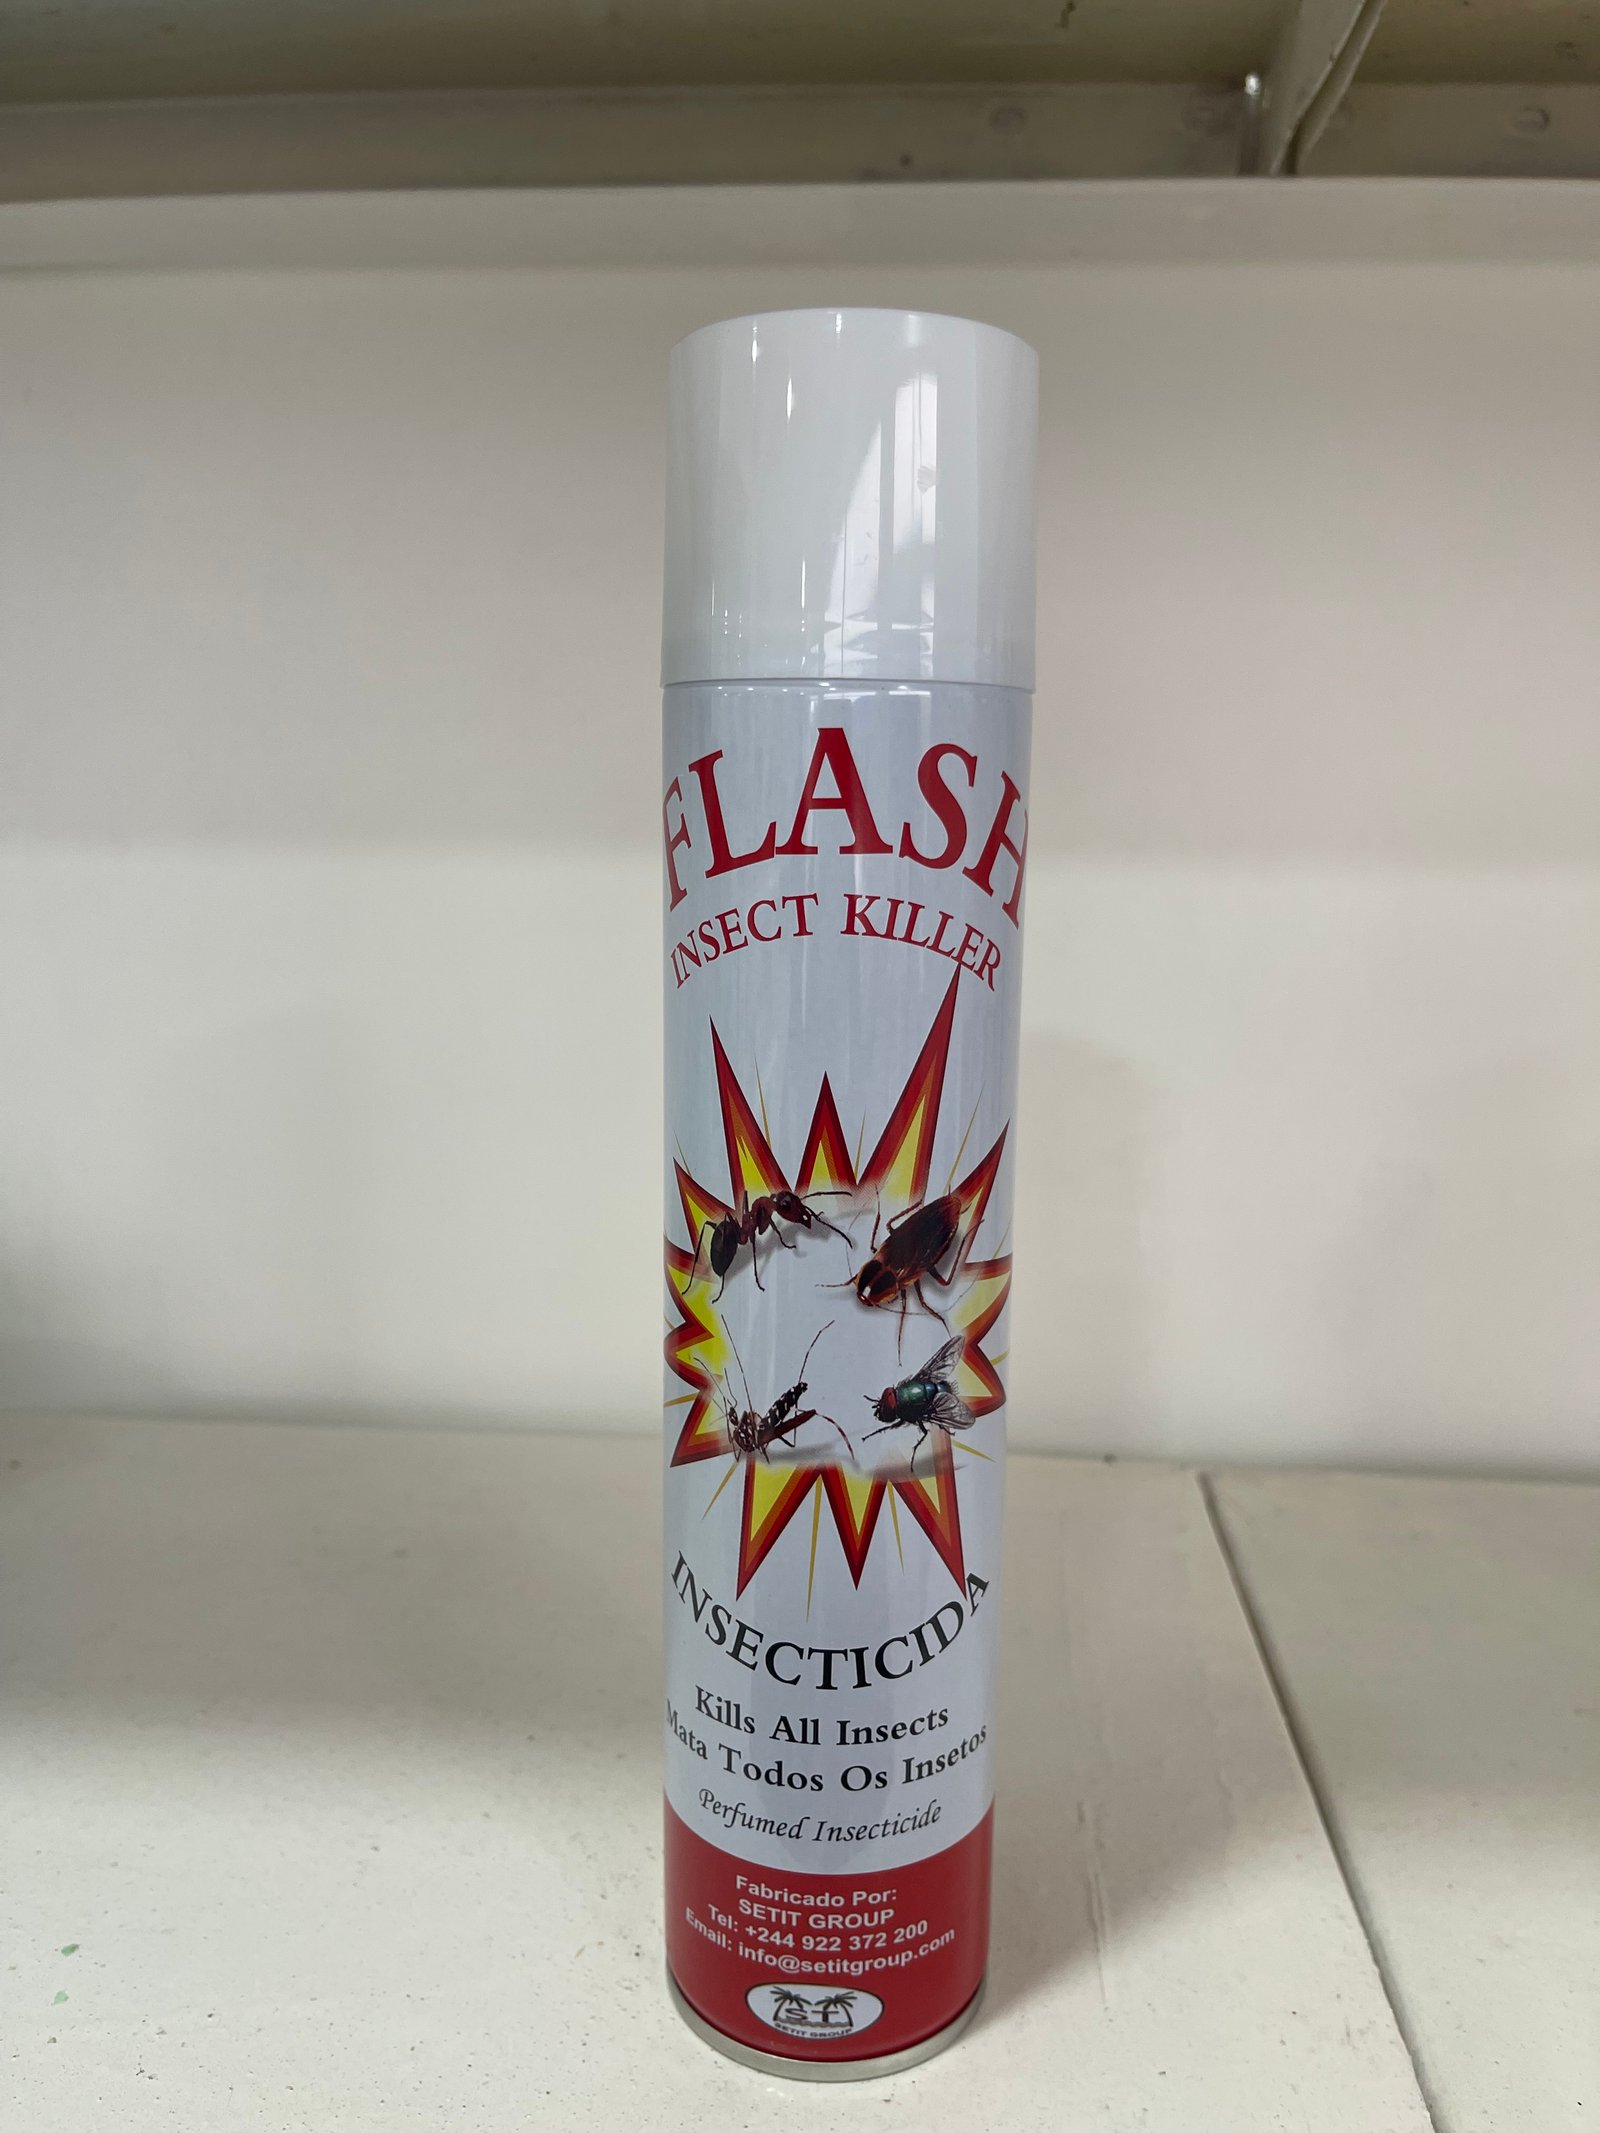 FLASH
INSECT KILLER
INSECTICIDA
Kills All Insects
Mata Todos Os Insetos
Perfumed Insecticide
Fabricado Por:
SETIT GROUP
Tel: +244 922 372 200
Email: info@setitgroup.com
ST
SETIT GROUP